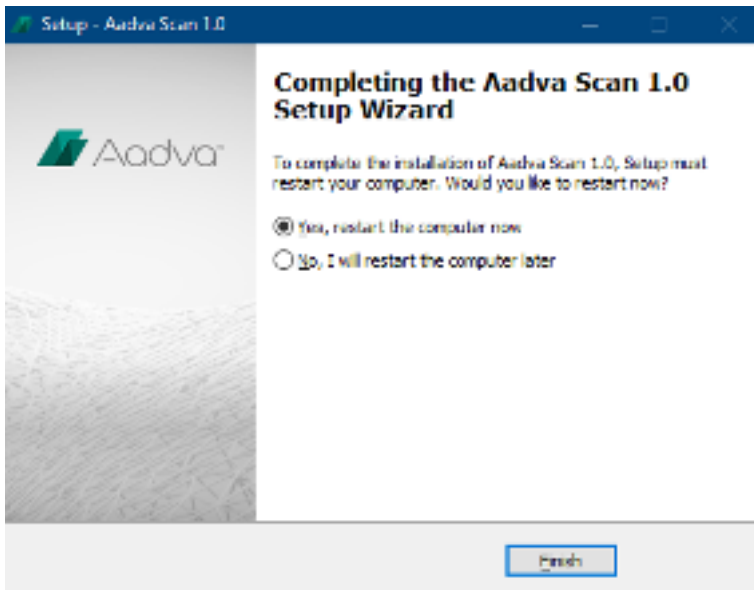 Setup - Aadva Scan 1.0
Aadva™
Completing the Aadva Scan 1.0
Setup Wizard
To complete the installation of Aadva Scan 1.0, Setup must
restart your computer. Would you like to restart now?
Yes, restart the computer now
No, I will restart the computer later
Finish